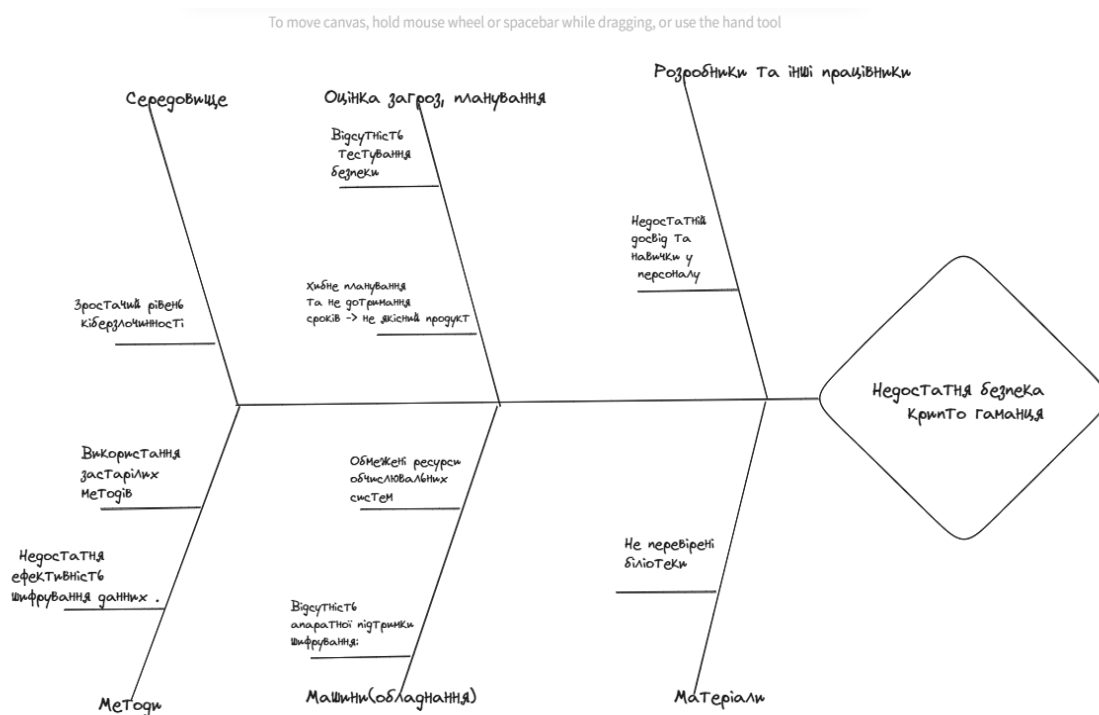 To move canvas, hold mouse wheel or spacebar while dragging, or use the hand tool
Середовище
Оцінка загроз, планування
Розробники та інші працівники
Відсутність
тестування
безпеки
Недостатній
досвід та
навички у
персоналу
Зростачий рівень
кіберзлочинності
Хибне планування
та не дотримання
сроків -> не якісний продукт
Недостатня безпека
крипто гаманця
Використання
застарілих
методів
Обмежені ресурси
обчислювальних
систем
Недостатня
ефективність
шифрування данних .
Не перевірені
біліотеки
Відсутність
апаратної підтримки
шифрування:
Методи
Машини(обладнання)
Матеріали